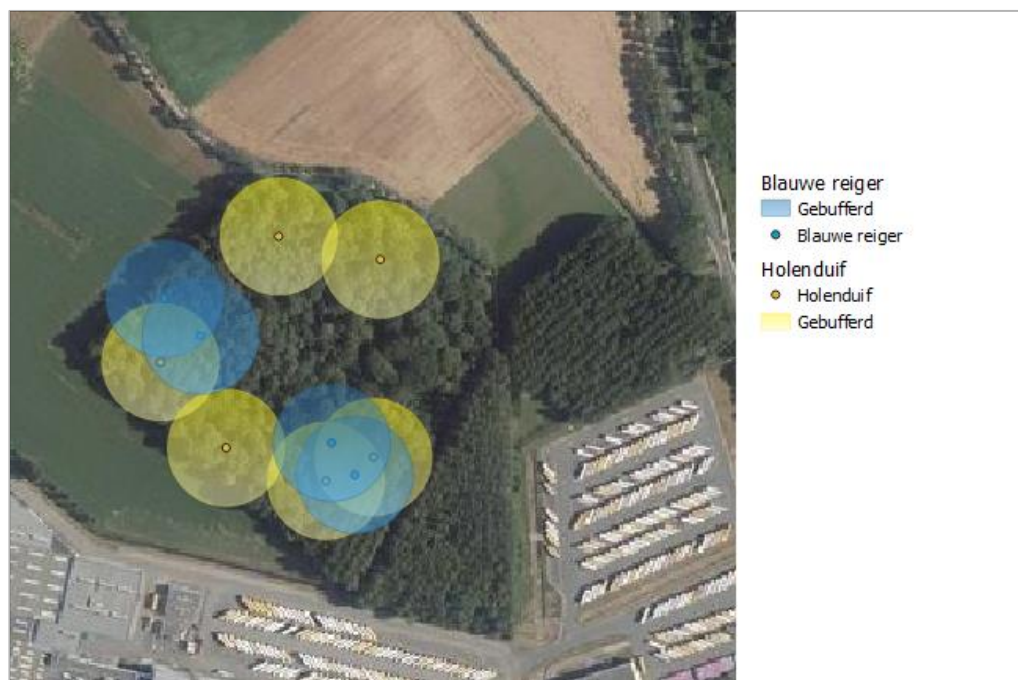 Blauwe reiger
Gebufferd
Blauwe reiger
Holenduif
Holenduif
Gebufferd